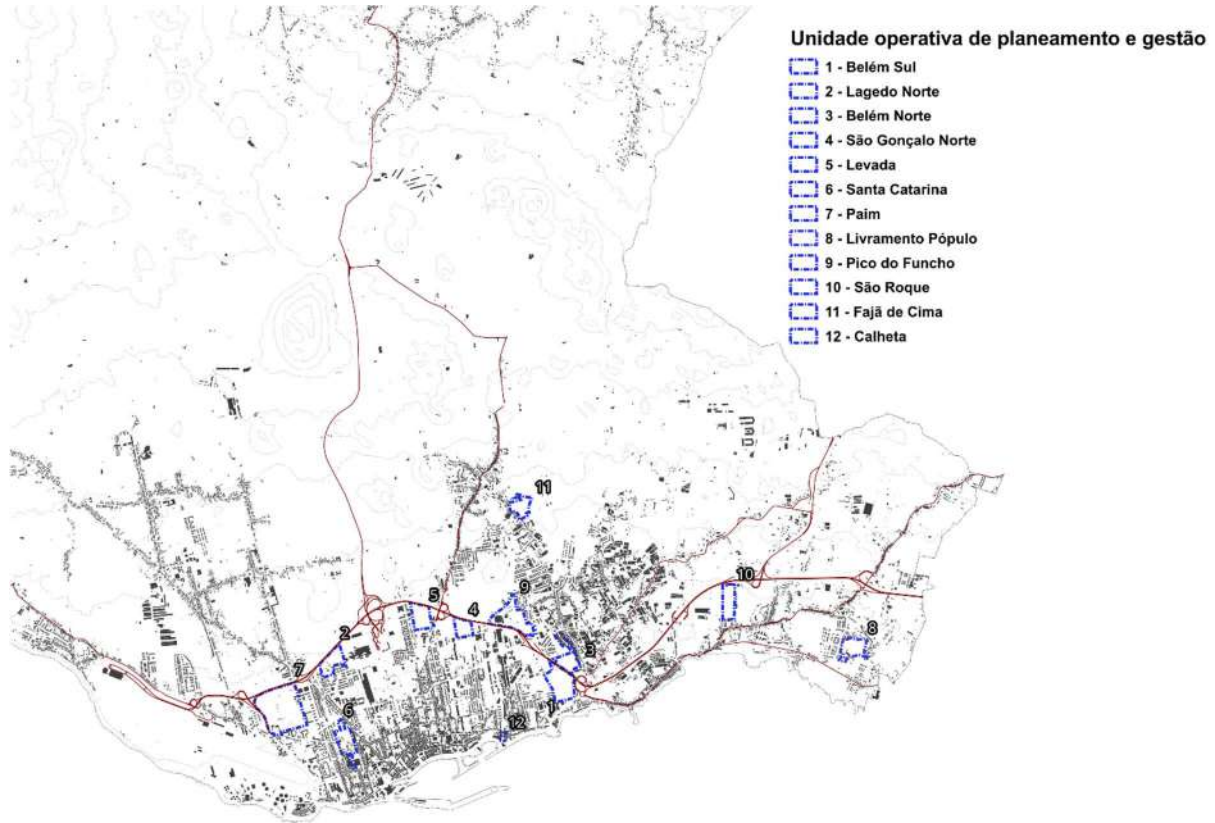 Unidade operativa de planeamento e gestão
1 - Belém Sul
2 - Lagedo Norte
3 - Belém Norte
4 - São Gonçalo Norte
5 - Levada
6 - Santa Catarina
7 - Paim
8 - Livramento Pópulo
9 - Pico do Funcho
10 - São Roque
11 - Fajã de Cima
12 - Calheta
11
10
9
5
4
2
8
3
7
1
6
12